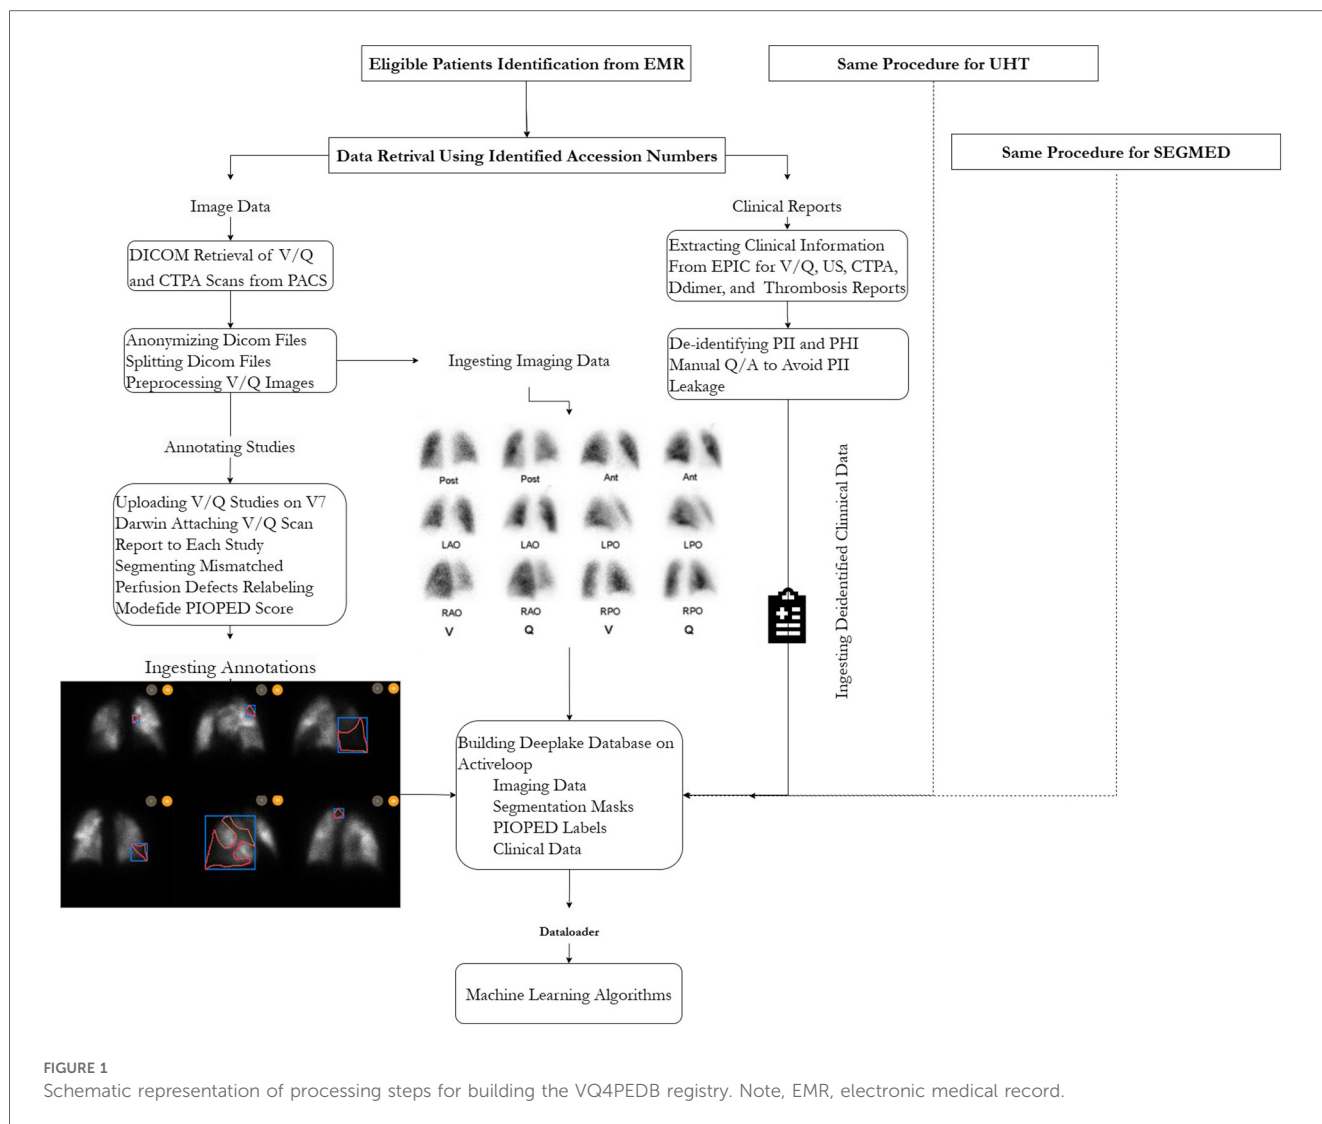 Eligible Patients Identification from EMR
Same Procedure for UHT
Data Retrival Using Identified Accession Numbers
Same Procedure for SEGMED
Image Data
Clinical Reports
DICOM Retrieval of V/Q
and CTPA Scans from PACS
Extracting Clinical Information
From EPIC for V/Q, US, CTPA,
Ddimer, and Thrombosis Reports
Anonymizing Dicom Files
Splitting Dicom Files
Preprocessing V/Q Images
Ingesting Imaging Data
De-identifying PII and PHI
Manual Q/A to Avoid PII
Leakage
Annotating Studies
Post Post Ant Ant
LAO LAO LPO LPO
RAO RAO RPO RPO
V Q V Q
Uploading V/Q Studies on V7
Darwin Attaching V/Q Scan
Report to Each Study
Segmenting Mismatched
Perfusion Defects Relabeling
Modefide PIOPED Score
Ingesting Deidentified Clinnical Data
Ingesting Annotations
Building Deeplake Database on
Activeloop
Imaging Data
Segmentation Masks
PIOPED Labels
Clinical Data
Dataloader
Machine Learning Algorithms
FIGURE 1
Schematic representation of processing steps for building the VQ4PEDB registry. Note, EMR, electronic medical record.